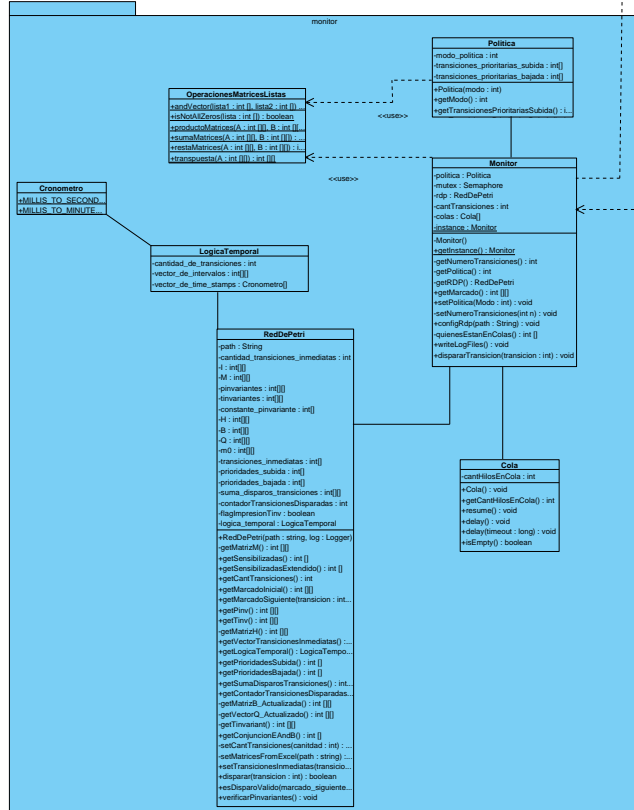 monitor
Politica
-modo_politica : int
-transiciones_prioritarias_subida : int[]
-transiciones_prioritarias_bajada : int[]
+Politica(modo : int)
+getModo() : int
+getTransicionesPrioritariasSubida() : i...
OperacionesMatricesListas
+andVector(lista1 : int [], lista2 : int []) ...
+isNotAllZeros(lista : int []) : boolean
+productoMatrices(A : int [][], B : int [][...
+sumaMatrices(A : int [][], B : int [][]) : ...
+restaMatrices(A : int [][], B : int [][]) : i...
+transpuesta(A : int [][]) : int [][]
<<use>>
<<use>>
Monitor
-politica : Politica
-mutex : Semaphore
-rdp : RedDePetri
-cantTransiciones : int
-colas : Cola[]
-instance : Monitor
-Monitor()
+getInstance() : Monitor
-getNumeroTransiciones() : int
-getPolitica() : int
-getRDP() : RedDePetri
+getMarcado() : int [][]
+setPolitica(Modo : int) : void
-setNumeroTransiciones(int n) : void
+configRdp(path : String) : void
-quienesEstanEnColas() : int []
+writeLogFiles() : void
+dispararTransicion(transicion : int) : void
Cronometro
+MILLIS_TO_SECOND...
+MILLIS_TO_MINUTE...
LogicaTemporal
-cantidad_de_transiciones : int
-vector_de_intervalos : int[][]
-vector_de_time_stamps : Cronometro[]
RedDePetri
-path : String
-cantidad_transiciones_inmediatas : int
-I : int[][]
-M : int[][]
-pinvariantes : int[][]
-tinvariantes : int[][]
-constante_pinvariante : int[]
-H : int[][]
-B : int[][]
-Q : int[][]
-m0 : int[][]
-transiciones_inmediatas : int[]
-prioridades_subida : int[]
-prioridades_bajada : int[]
-suma_disparos_transiciones : int[][]
-contadorTransicionesDisparadas : int
-flagImpresionTinv : boolean
-logica_temporal : LogicaTemporal
+RedDePetri(path : string, log : Logger)
-getMatrizM() : int [][]
+getSensibilizadas() : int []
+getSensibilizadasExtendido() : int []
+getCantTransiciones() : int
+getMarcadoInicial() : int [][]
+getMarcadoSiguiente(transicion : int...
+getPinv() : int [][]
+getTinv() : int [][]
-getMatrizH() : int [][]
+getVectorTransicionesInmediatas() :...
+getLogicaTemporal() : LogicaTempo...
+getPrioridadesSubida() : int []
+getPrioridadesBajada() : int []
+getSumaDisparosTransiciones() : int...
+getContadorTransicionesDisparadas...
-getMatrizB_Actualizada() : int [][]
-getVectorQ_Actualizado() : int [][]
-getTinvariant() : int [][]
+getConjuncionEAndB() : int []
-setCantTransiciones(canitdad : int) : ...
-setMatricesFromExcel(path : string) : ...
+setTransicionesInmediatas(transicio...
+disparar(transicion : int) : boolean
+esDisparoValido(marcado_siguiente...
+verificarPinvariantes() : void
Cola
-cantHilosEnCola : int
+Cola() : void
+getCantHilosEnCola() : int
+resume() : void
+delay() : void
+delay(timeout : long) : void
+isEmpty() : boolean